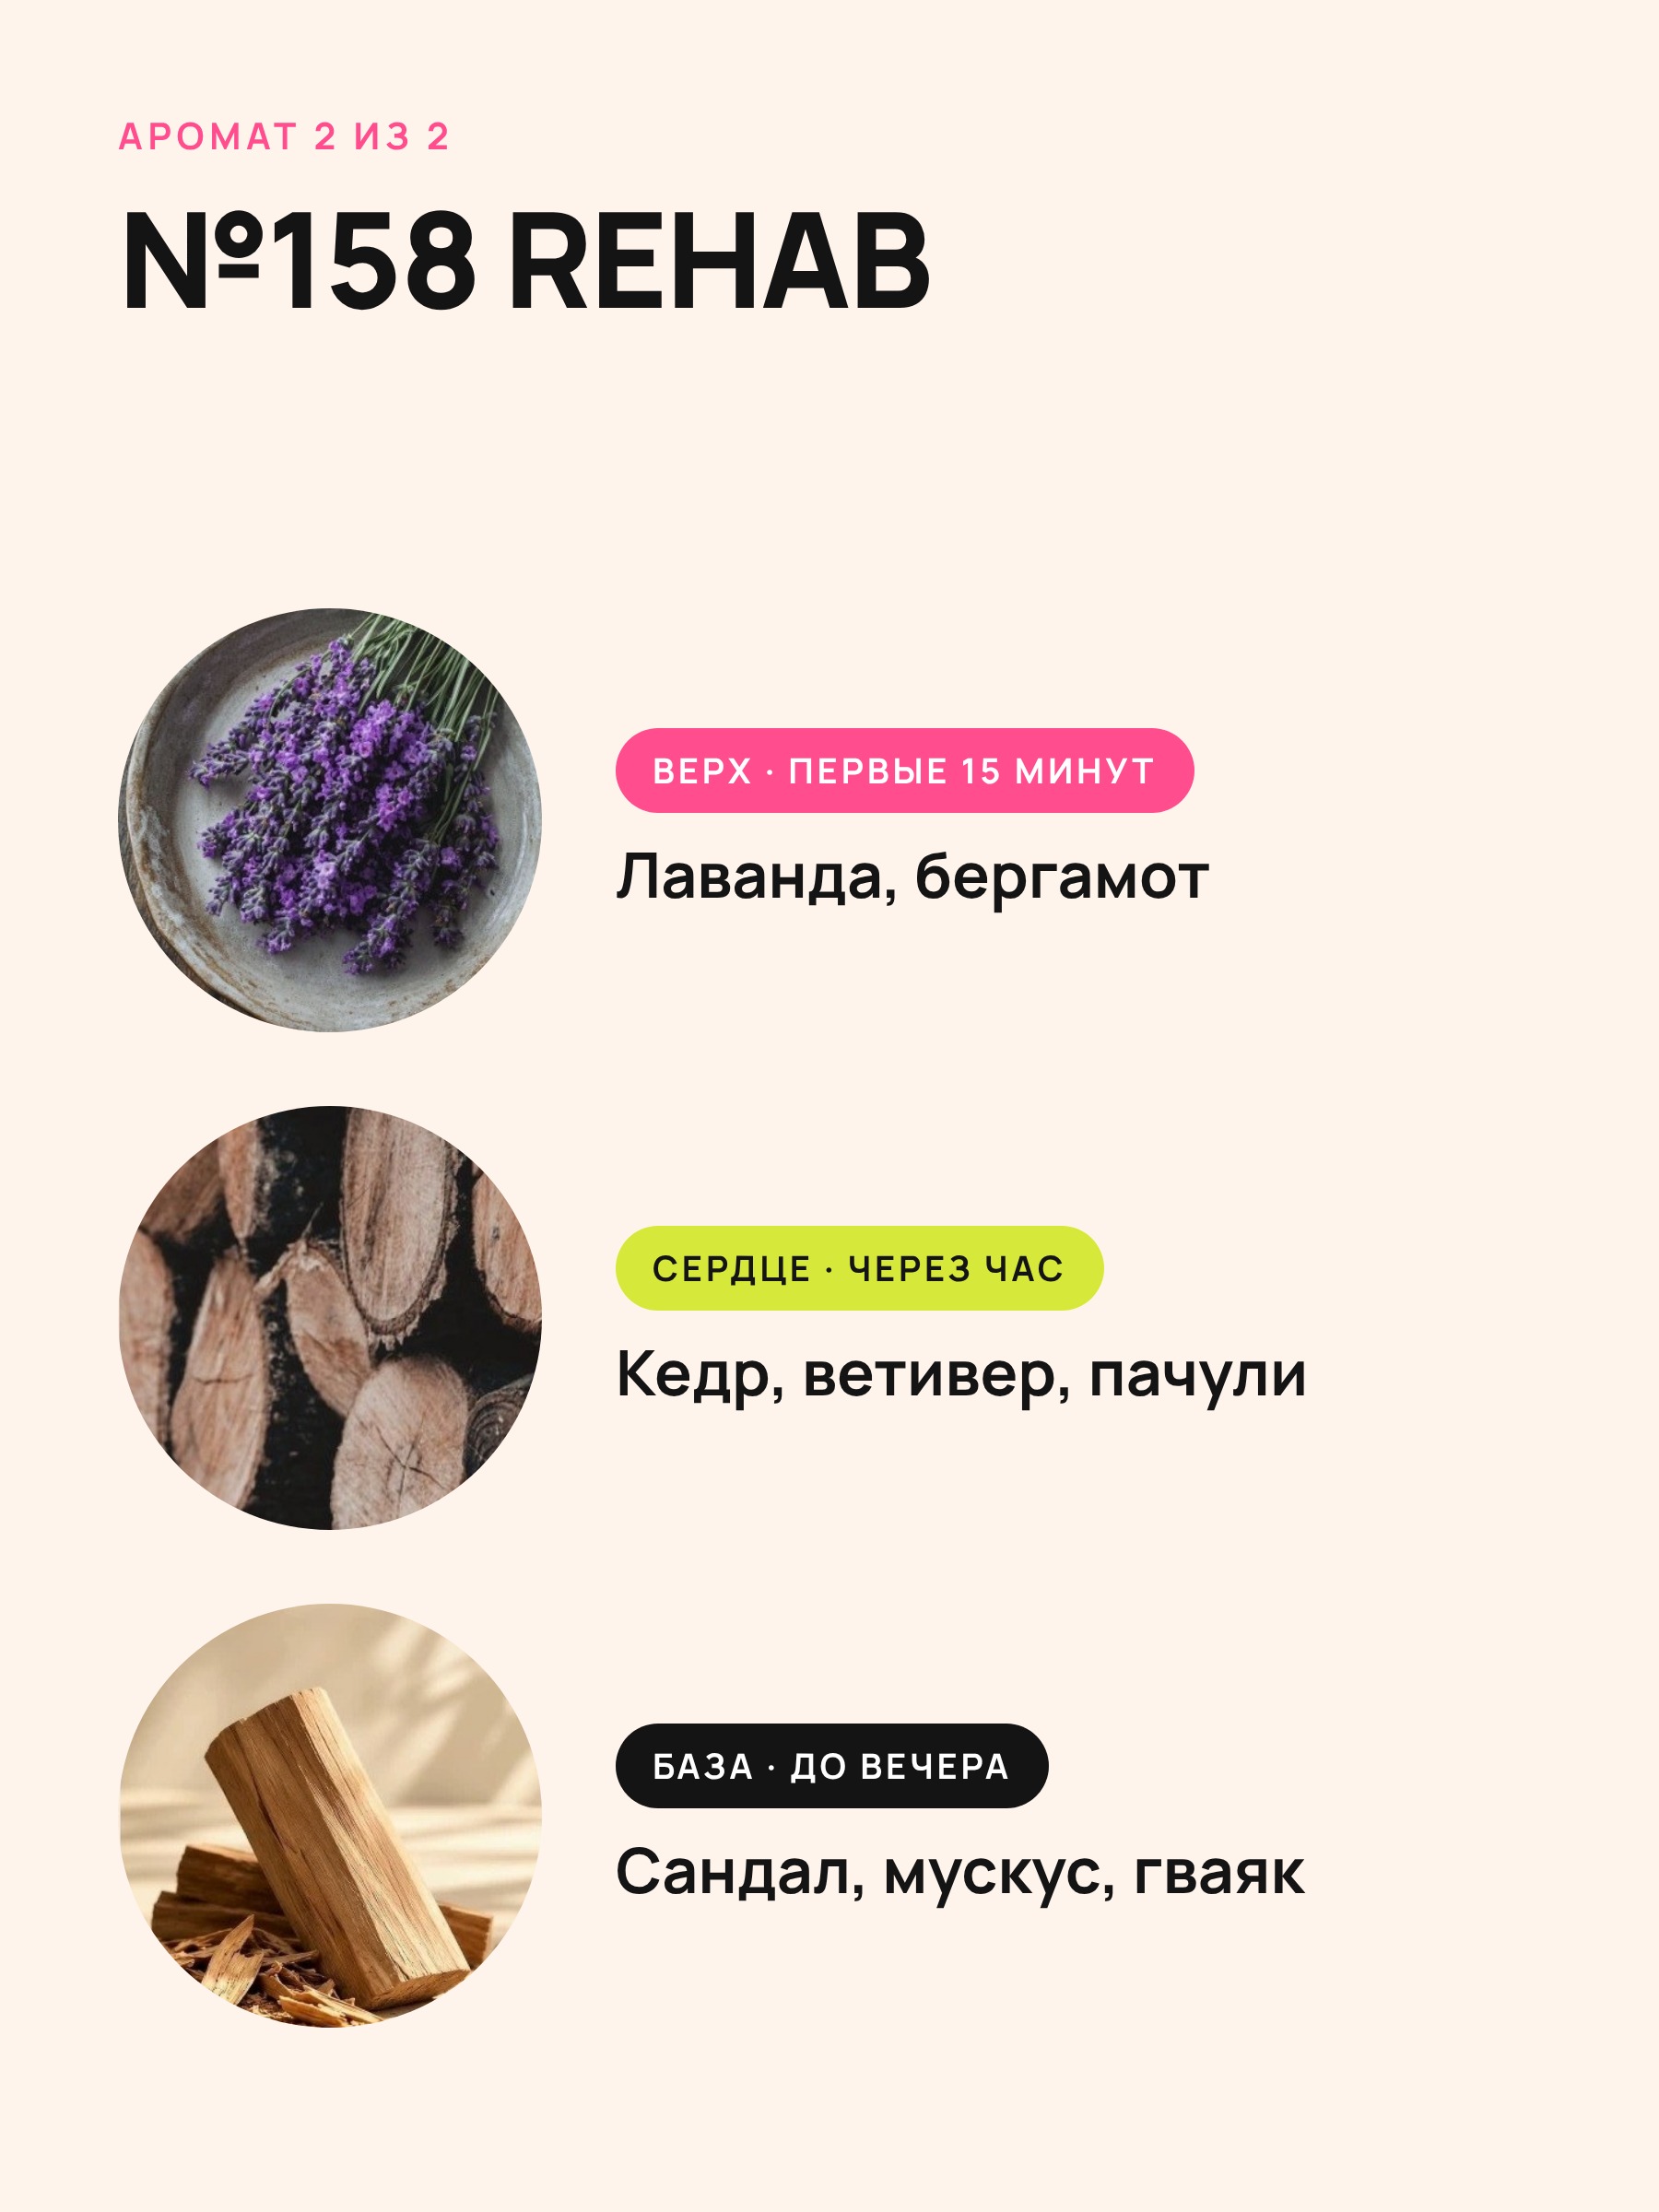 АРОМАТ 2 ИЗ 2
№158 REHAB
ВЕРХ · ПЕРВЫЕ 15 МИНУТ
Лаванда, бергамот
СЕРДЦЕ · ЧЕРЕЗ ЧАС
Кедр, ветивер, пачули
БАЗА · ДО ВЕЧЕРА
Сандал, мускус, гваяк